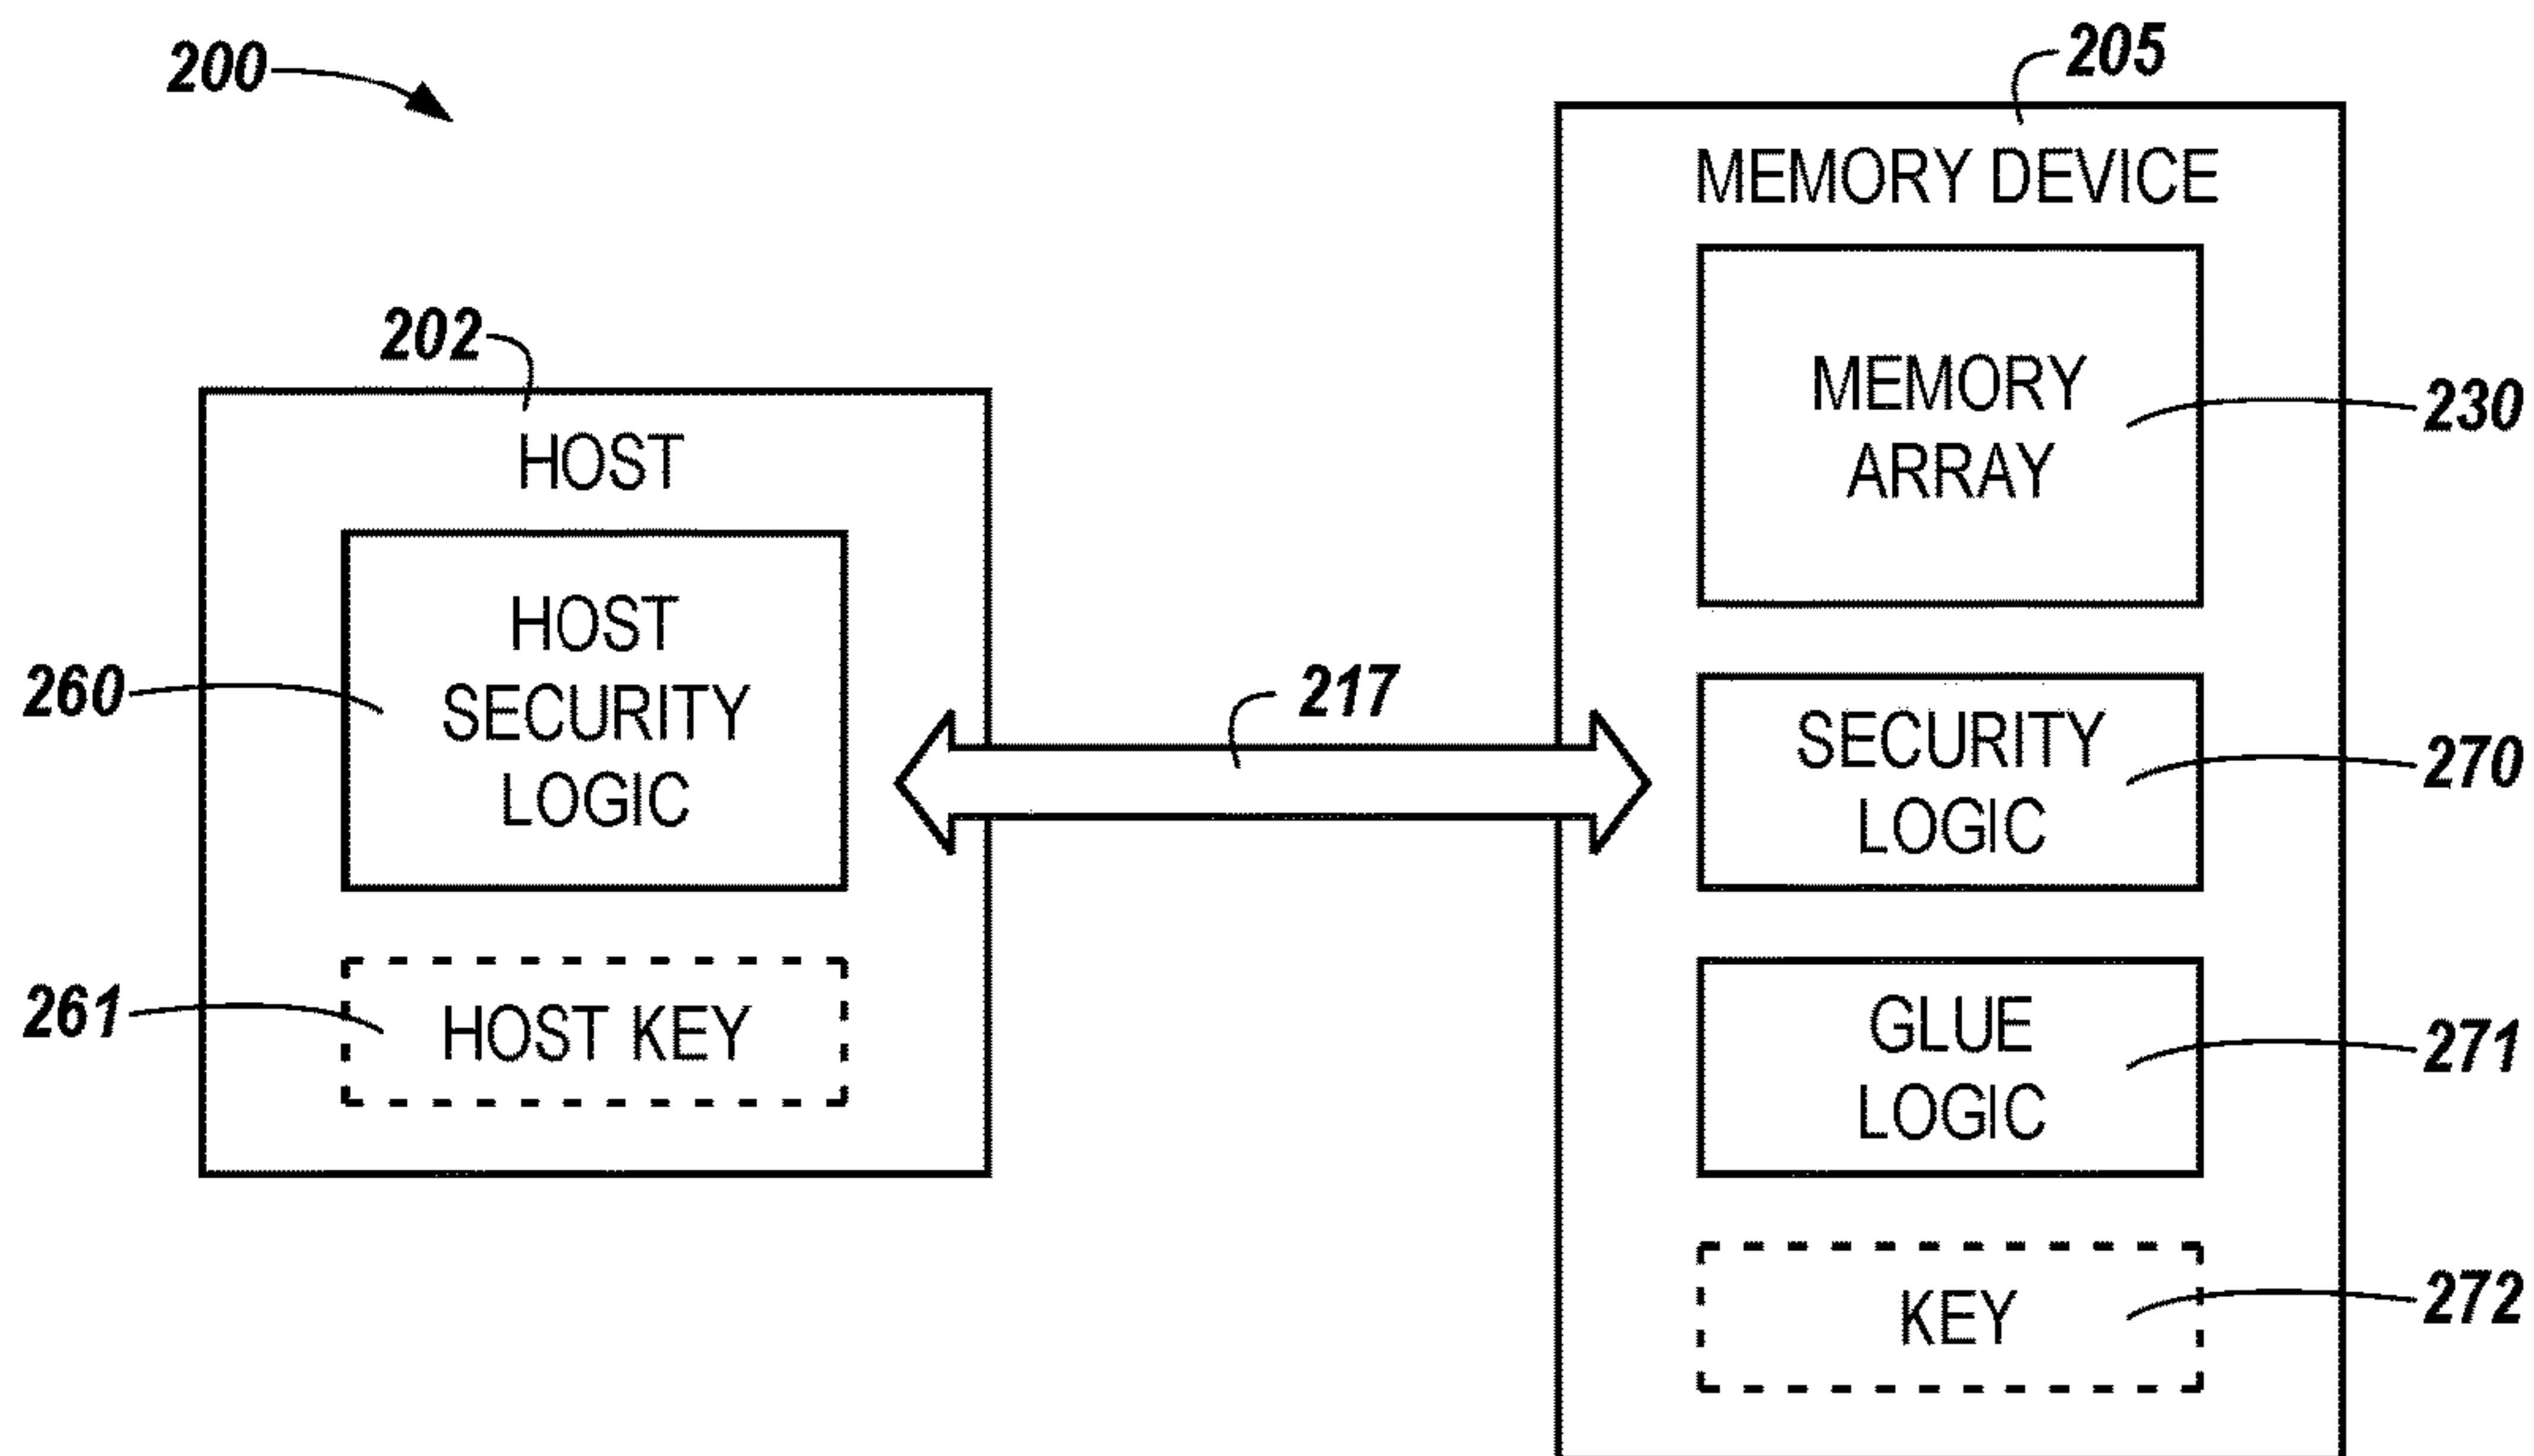 200
205
MEMORY DEVICE
202
HOST
MEMORY
ARRAY
230
HOST
SECURITY
LOGIC
260
217
SECURITY
LOGIC
270
261
HOST KEY
GLUE
LOGIC
271
KEY
272